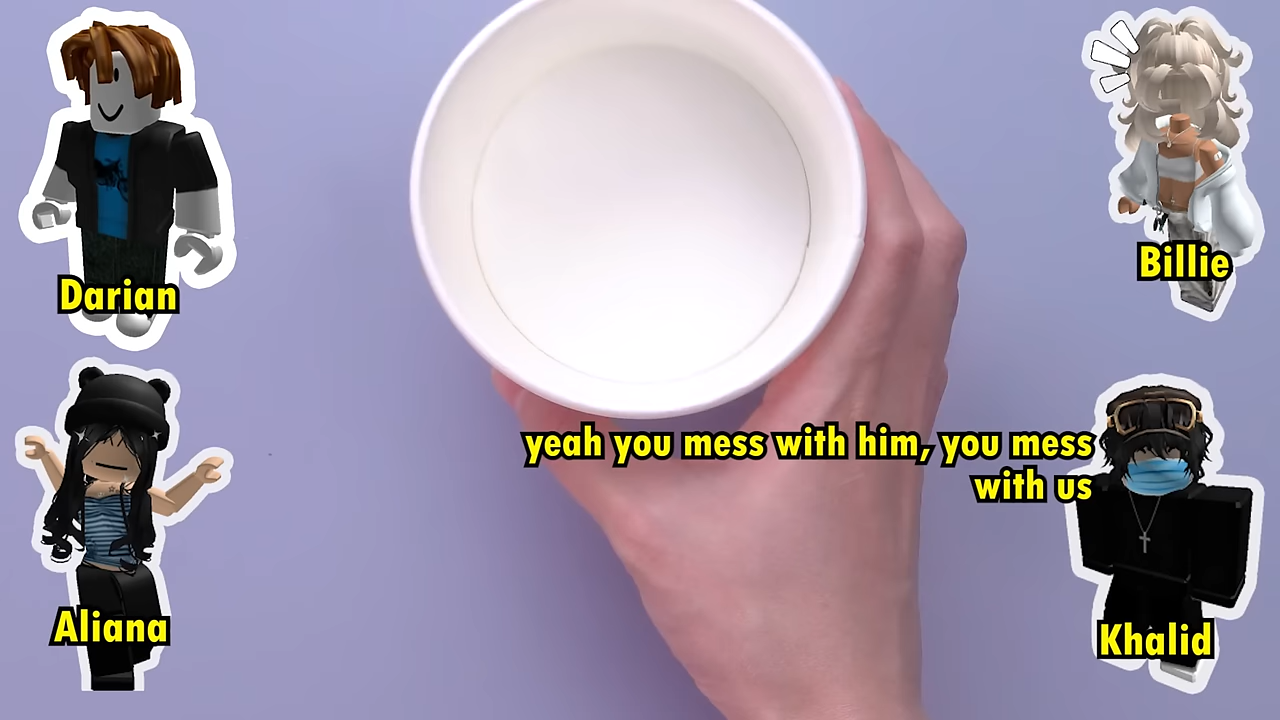 Darian
Billie
yeah you mess with him, you mess
with us
Aliana
Khalid